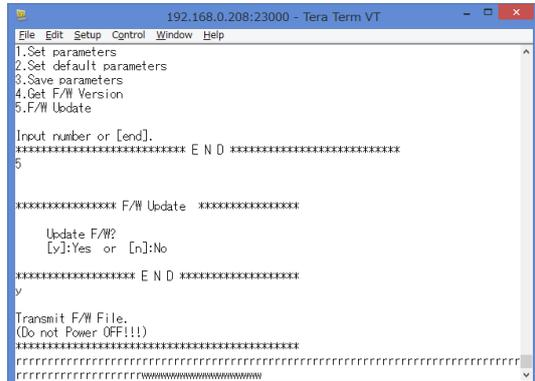 192.168.0.208:23000 - Tera Term VT
File Edit Setup Control Window Help
1.Set parameters
2.Set default parameters
3.Save parameters
4.Get F/W Version
5.F/W Update
Input number or [end].
*************************** E N D ***************************
5
**************** F/W Update ****************
Update F/W?
[y]:Yes or [n]:No
******************* E N D *******************
y
Transmit F/W File.
(Do not Power OFF!!!)
*********************************************
rrrrrrrrrrrrrrrrrrrrrrrrrrrrrrrrrrrrrrrrrrrrrrrrrrrrrrrrrrrrrrrrrrrrrrrrrrrrrrrr
rrrrrrrrrrrrrrrrrrrrwwwwwwwwwwwwwwwwwww